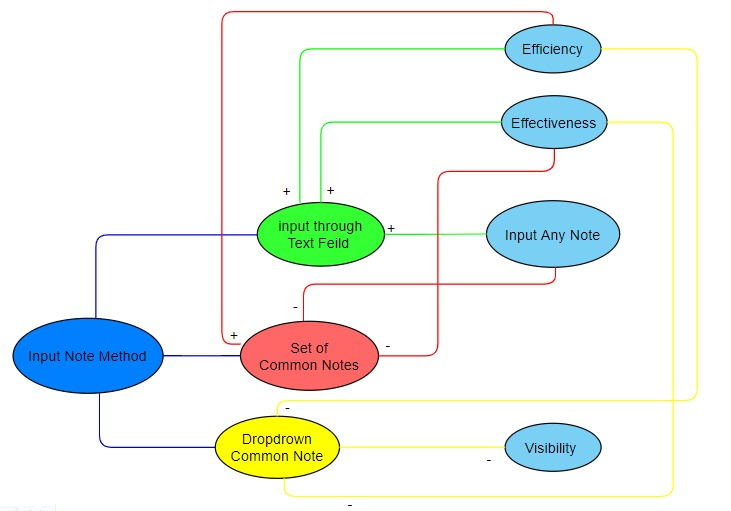 Efficiency
Effectiveness
+
+
input through
Text Feild
+
Input Any Note
-
+
Set of
Common Notes
-
Input Note Method
-
Dropdrown
Common Note
Visibility
-
-